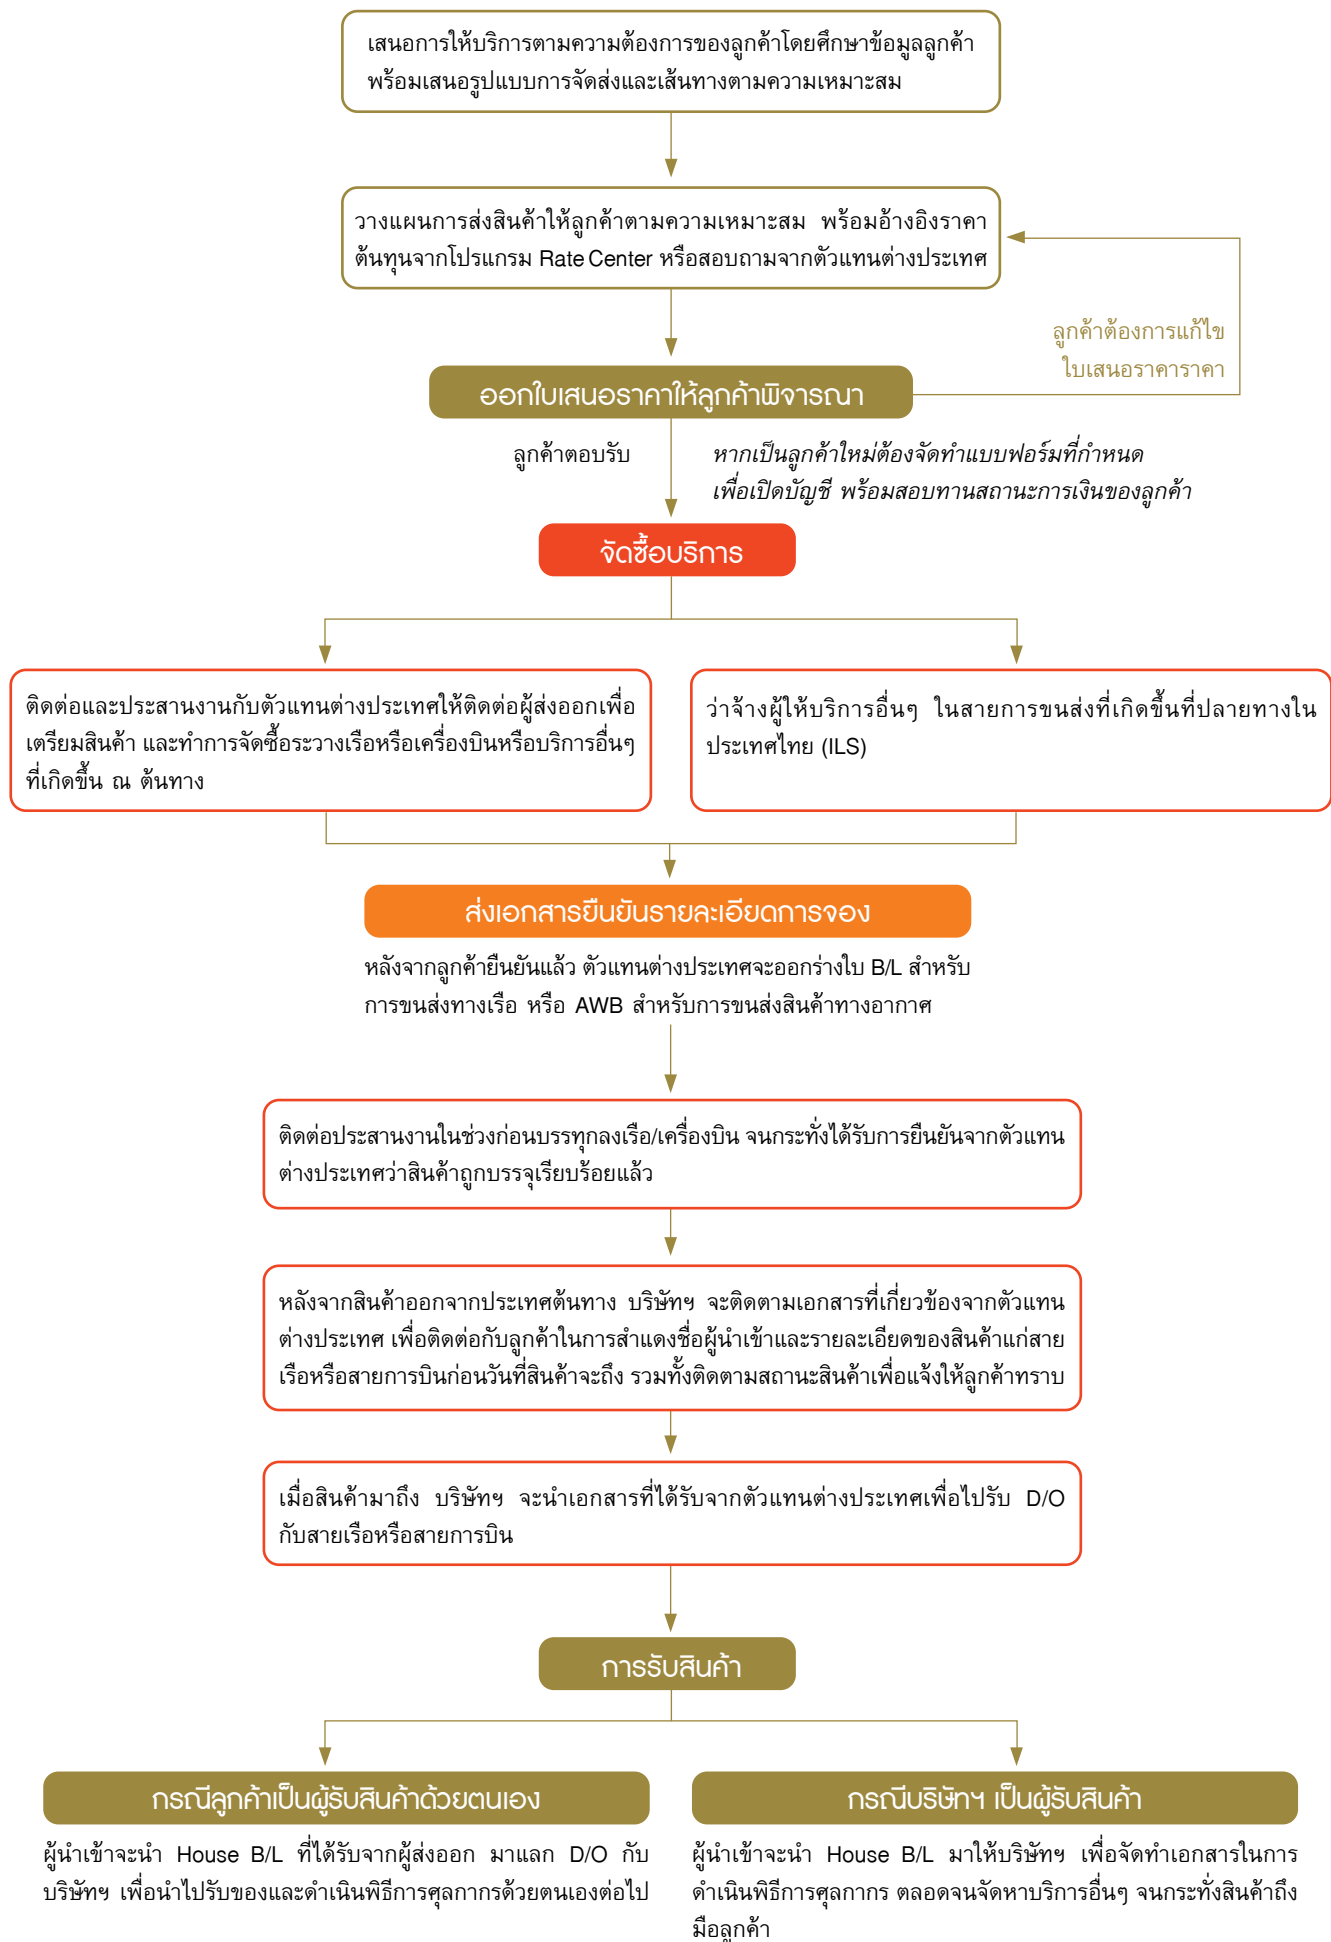 เสนอการให้บริการตามความต้องการของลูกค้าโดยศึกษาข้อมูลลูกค้า
พร้อมเสนอรูปแบบการจัดส่งและเส้นทางตามความเหมาะสม
วางแผนการส่งสินค้าให้ลูกค้าตามความเหมาะสม พร้อมอ้างอิงราคา
ต้นทุนจากโปรแกรม Rate Center หรือสอบถามจากตัวแทนต่างประเทศ
ลูกค้าต้องการแก้ไข
ใบเสนอราคาราคา
ออกใบเสนอราคาให้ลูกค้าพิจารณา
ลูกค้าตอบรับ
หากเป็นลูกค้าใหม่ต้องจัดทำแบบฟอร์มที่กำหนด
เพื่อเปิดบัญชี พร้อมสอบทานสถานะการเงินของลูกค้า
จัดซื้อบริการ
ติดต่อและประสานงานกับตัวแทนต่างประเทศให้ติดต่อผู้ส่งออกเพื่อ
เตรียมสินค้า และทำการจัดซื้อระวางเรือหรือเครื่องบินหรือบริการอื่นๆ
ที่เกิดขึ้น ณ ต้นทาง
ว่าจ้างผู้ให้บริการอื่นๆ ในสายการขนส่งที่เกิดขึ้นที่ปลายทางใน
ประเทศไทย (ILS)
ส่งเอกสารยืนยันรายละเอียดการจอง
หลังจากลูกค้ายืนยันแล้ว ตัวแทนต่างประเทศจะออกร่างใบ B/L สำหรับ
การขนส่งทางเรือ หรือ AWB สำหรับการขนส่งสินค้าทางอากาศ
ติดต่อประสานงานในช่วงก่อนบรรทุกลงเรือ/เครื่องบิน จนกระทั่งได้รับการยืนยันจากตัวแทน
ต่างประเทศว่าสินค้าถูกบรรจุเรียบร้อยแล้ว
หลังจากสินค้าออกจากประเทศต้นทาง บริษัทฯ จะติดตามเอกสารที่เกี่ยวข้องจากตัวแทน
ต่างประเทศ เพื่อติดต่อกับลูกค้าในการสำแดงชื่อผู้นำเข้าและรายละเอียดของสินค้าแก่สาย
เรือหรือสายการบินก่อนวันที่สินค้าจะถึง รวมทั้งติดตามสถานะสินค้าเพื่อแจ้งให้ลูกค้าทราบ
เมื่อสินค้ามาถึง บริษัทฯ จะนำเอกสารที่ได้รับจากตัวแทนต่างประเทศเพื่อไปรับ D/O
กับสายเรือหรือสายการบิน
การรับสินค้า
กรณีลูกค้าเป็นผู้รับสินค้าด้วยตนเอง
ผู้นำเข้าจะนำ House B/L ที่ได้รับจากผู้ส่งออก มาแลก D/O กับ
บริษัทฯ เพื่อนำไปรับของและดำเนินพิธีการศุลกากรด้วยตนเองต่อไป
กรณีบริษัทฯ เป็นผู้รับสินค้า
ผู้นำเข้าจะนำ House B/L มาให้บริษัทฯ เพื่อจัดทำเอกสารในการ
ดำเนินพิธีการศุลกากร ตลอดจนจัดหาบริการอื่นๆ จนกระทั่งสินค้าถึง
มือลูกค้า